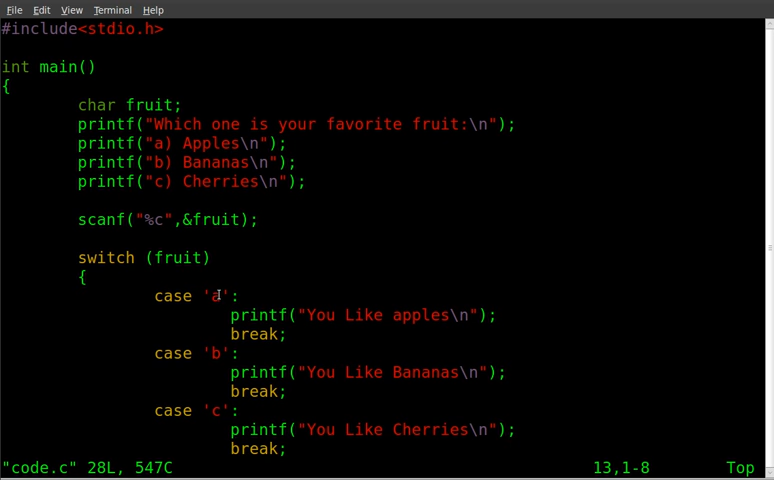 File Edit View Terminal Help
#include<stdio.h>
int main()
{
char fruit;
printf("Which one is your favorite fruit:\n");
printf("a) Apples\n");
printf("b) Bananas\n");
printf("c) Cherries\n");
scanf("%c",&fruit);
switch (fruit)
{
case 'a':
printf("You Like apples\n");
break;
case 'b':
printf("You Like Bananas\n");
break;
case 'c':
printf("You Like Cherries\n");
break;
"code.c" 28L, 547C 13,1-8 Top